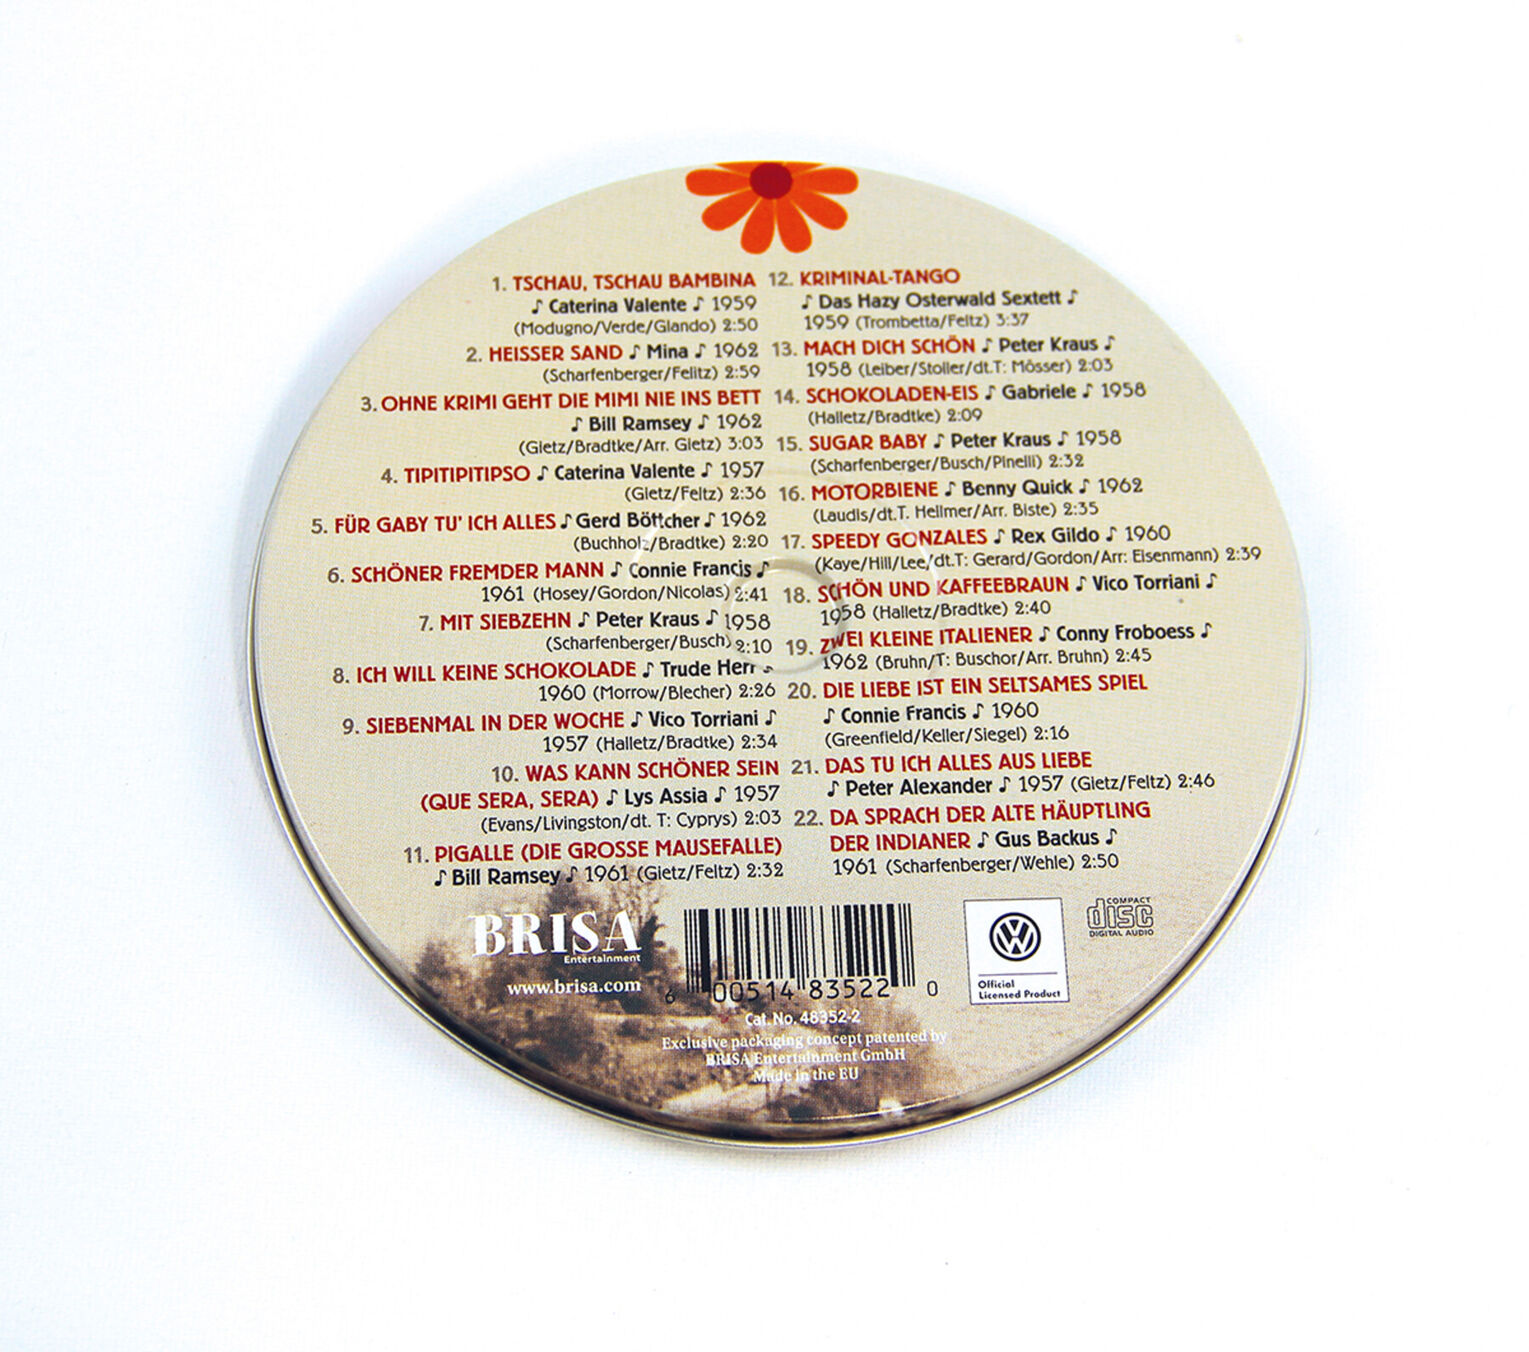 1. TSCHAU, TSCHAU BAMBINA
♪ Caterina Valente ♪ 1959
(Modugno/Verde/Giando) 2:50
2. HEISSER SAND ♪ Mina ♪ 1962
(Scharfenberger/Felitz) 2:59
3. OHNE KRIMI GEHT DIE MIMI NIE INS BETT
♪ Bill Ramsey ♪ 1962
(Gietz/Bradtke/Arr. Gietz) 3:03
4. TIPITIPITIPSO ♪ Caterina Valente ♪ 1957
(Gietz/Feltz) 2:36
5. FÜR GABY TU' ICH ALLES ♪ Gerd Böttcher ♪ 1962
(Buchholz/Bradtke) 2:20
6. SCHÖNER FREMDER MANN ♪ Connie Francis ♪
1961 (Hosey/Gordon/Nicolas) 2:41
7. MIT SIEBZEHN ♪ Peter Kraus ♪ 1958
(Scharfenberger/Busch) 2:10
8. ICH WILL KEINE SCHOKOLADE ♪ Trude Herr ♪
1960 (Morrow/Blecher) 2:26
9. SIEBENMAL IN DER WOCHE ♪ Vico Torriani ♪
1957 (Halletz/Bradtke) 2:34
10. WAS KANN SCHÖNER SEIN
(QUE SERA, SERA) ♪ Lys Assia ♪ 1957
(Evans/Livingston/dt. T: Cyprys) 2:03
11. PIGALLE (DIE GROSSE MAUSEFALLE)
♪ Bill Ramsey ♪ 1961 (Gietz/Feltz) 2:32
12. KRIMINAL-TANGO
♪ Das Hazy Osterwald Sextett ♪
1959 (Trombetta/Feltz) 3:37
13. MACH DICH SCHÖN ♪ Peter Kraus ♪
1958 (Leiber/Stoller/dt.T: Mösser) 2:03
14. SCHOKOLADEN-EIS ♪ Gabriele ♪ 1958
(Halletz/Bradtke) 2:09
15. SUGAR BABY ♪ Peter Kraus ♪ 1958
(Scharfenberger/Busch/Pinelli) 2:32
16. MOTORBIENE ♪ Benny Quick ♪ 1962
(Laudis/dt.T. Hellmer/Arr. Biste) 2:35
17. SPEEDY GONZALES ♪ Rex Gildo ♪ 1960
(Kaye/Hill/Lee/dt.T: Gerard/Gordon/Arr: Eisenmann) 2:39
18. SCHÖN UND KAFFEEBRAUN ♪ Vico Torriani ♪
1958 (Halletz/Bradtke) 2:40
19. ZWEI KLEINE ITALIENER ♪ Conny Froboess ♪
1962 (Bruhn/T: Buschor/Arr. Bruhn) 2:45
20. DIE LIEBE IST EIN SELTSAMES SPIEL
♪ Connie Francis ♪ 1960
(Greenfield/Keller/Siegel) 2:16
21. DAS TU ICH ALLES AUS LIEBE
♪ Peter Alexander ♪ 1957 (Gietz/Feltz) 2:46
22. DA SPRACH DER ALTE HÄUPTLING
DER INDIANER ♪ Gus Backus ♪
1961 (Scharfenberger/Wehle) 2:50
BRISA
Entertainment
www.brisa.com
6 00514 83522 0
Cat. No. 48352-2
Exclusive packaging concept patented by
BRISA Entertainment GmbH
Made in the EU
VW
Official
Licensed Product
COMPACT
disc
DIGITAL AUDIO